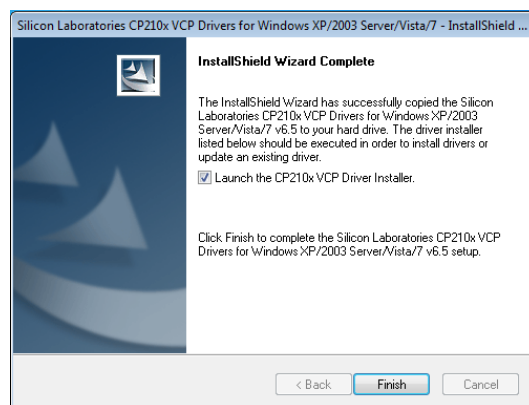 Silicon Laboratories CP210x VCP Drivers for Windows XP/2003 Server/Vista/7 - InstallShield ...
InstallShield Wizard Complete
The InstallShield Wizard has successfully copied the Silicon
Laboratories CP210x VCP Drivers for Windows XP/2003
Server/Vista/7 v6.5 to your hard drive. The driver installer
listed below should be executed in order to install drivers or
update an existing driver.
Launch the CP210x VCP Driver Installer.
Click Finish to complete the Silicon Laboratories CP210x VCP
Drivers for Windows XP/2003 Server/Vista/7 v6.5 setup.
< Back Finish Cancel